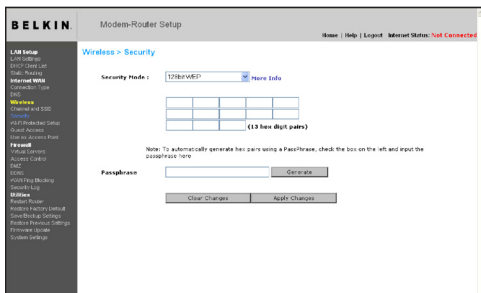 BELKIN.
Modem-Router Setup
Home | Help | Logout Internet Status: Not Connected
LAN Setup
LAN Settings
DHCP Client List
Static Routing
Internet WAN
Connection Type
DNS
Wireless
Channel and SSID
Security
Wi-Fi Protected Setup
Guest Access
Use as Access Point
Firewall
Virtual Servers
Access Control
DMZ
DDNS
WAN Ping Blocking
Security Log
Utilities
Restart Router
Restore Factory Default
Save/Backup Settings
Restore Previous Settings
Firmware Update
System Settings
Wireless > Security
Security Mode : 128bit WEP More Info
(13 hex digit pairs)
Note: To automatically generate hex pairs using a PassPhrase, check the box on the left and input the
passphrase here
Passphrase Generate
Clear Changes Apply Changes